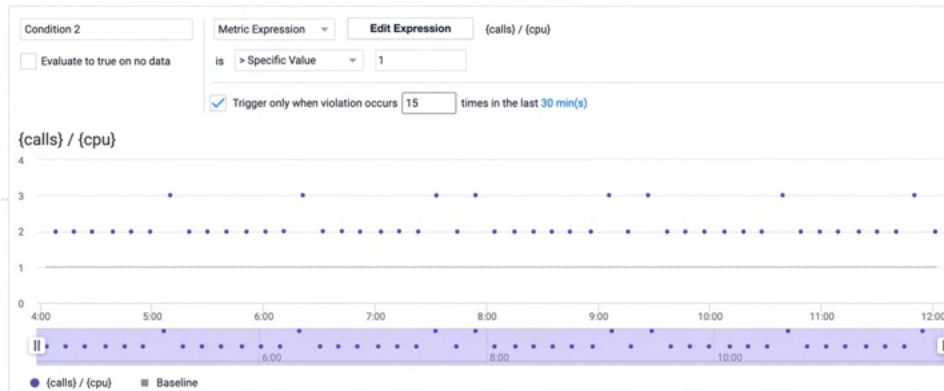 Condition 2 Metric Expression Edit Expression {calls} / {cpu}
Evaluate to true on no data is > Specific Value 1
Trigger only when violation occurs 15 times in the last 30 min(s)
{calls} / {cpu}
4
3
2
1
0
4:00 5:00 6:00 7:00 8:00 9:00 10:00 11:00 12:00
6:00 8:00 10:00
{calls} / {cpu} Baseline